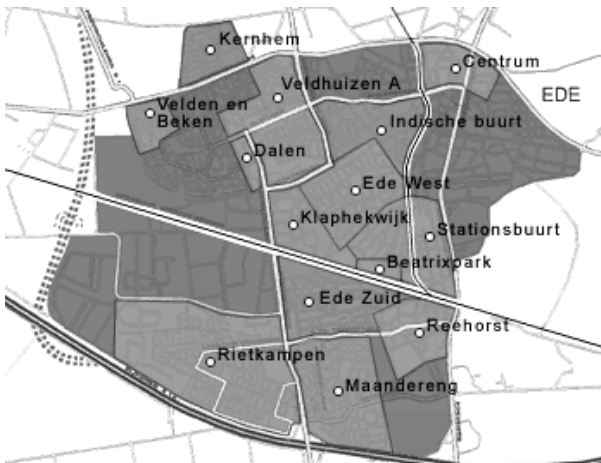 Kernhem
Centrum
Veldhuizen A
EDE
Velden en
Beken
Indische buurt
Dalen
Ede West
Klaphekwijk
Stationsbuurt
Beatrixpark
Ede Zuid
Reehorst
Rietkampen
Maandereng